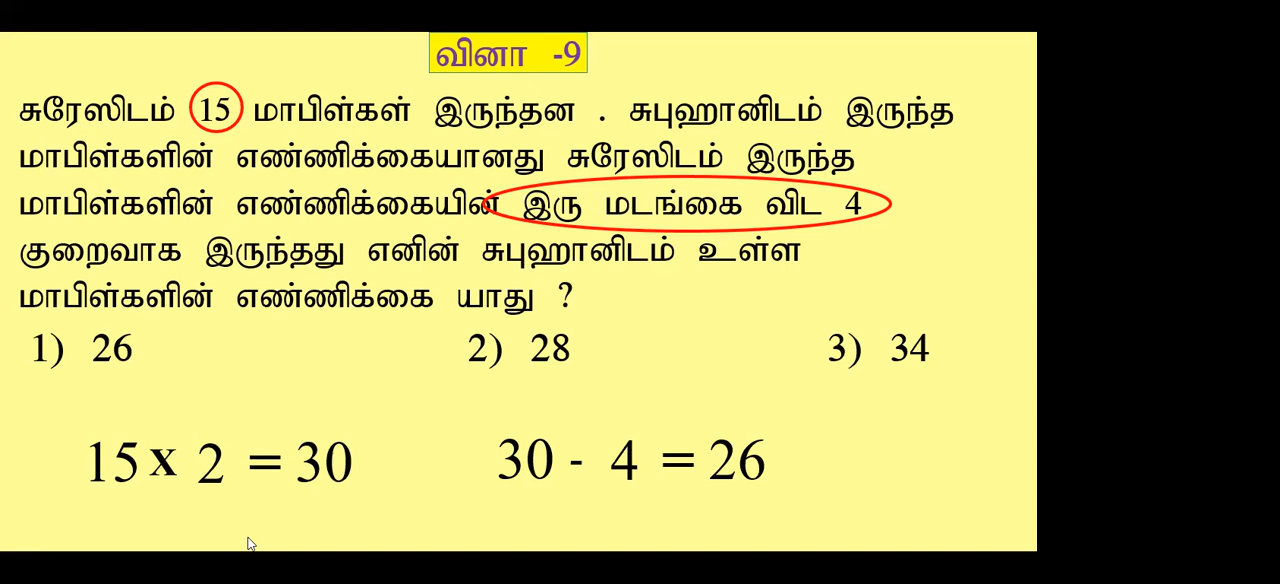 வினா -9
சுரேஸிடம் 15 மாபிள்கள் இருந்தன . சுபுஹானிடம் இருந்த
மாபிள்களின் எண்ணிக்கையானது சுரேஸிடம் இருந்த
மாபிள்களின் எண்ணிக்கையின் இரு மடங்கை விட 4
குறைவாக இருந்தது எனின் சுபுஹானிடம் உள்ள
மாபிள்களின் எண்ணிக்கை யாது ?
1) 26 2) 28 3) 34
15 x 2 = 30 30 - 4 = 26